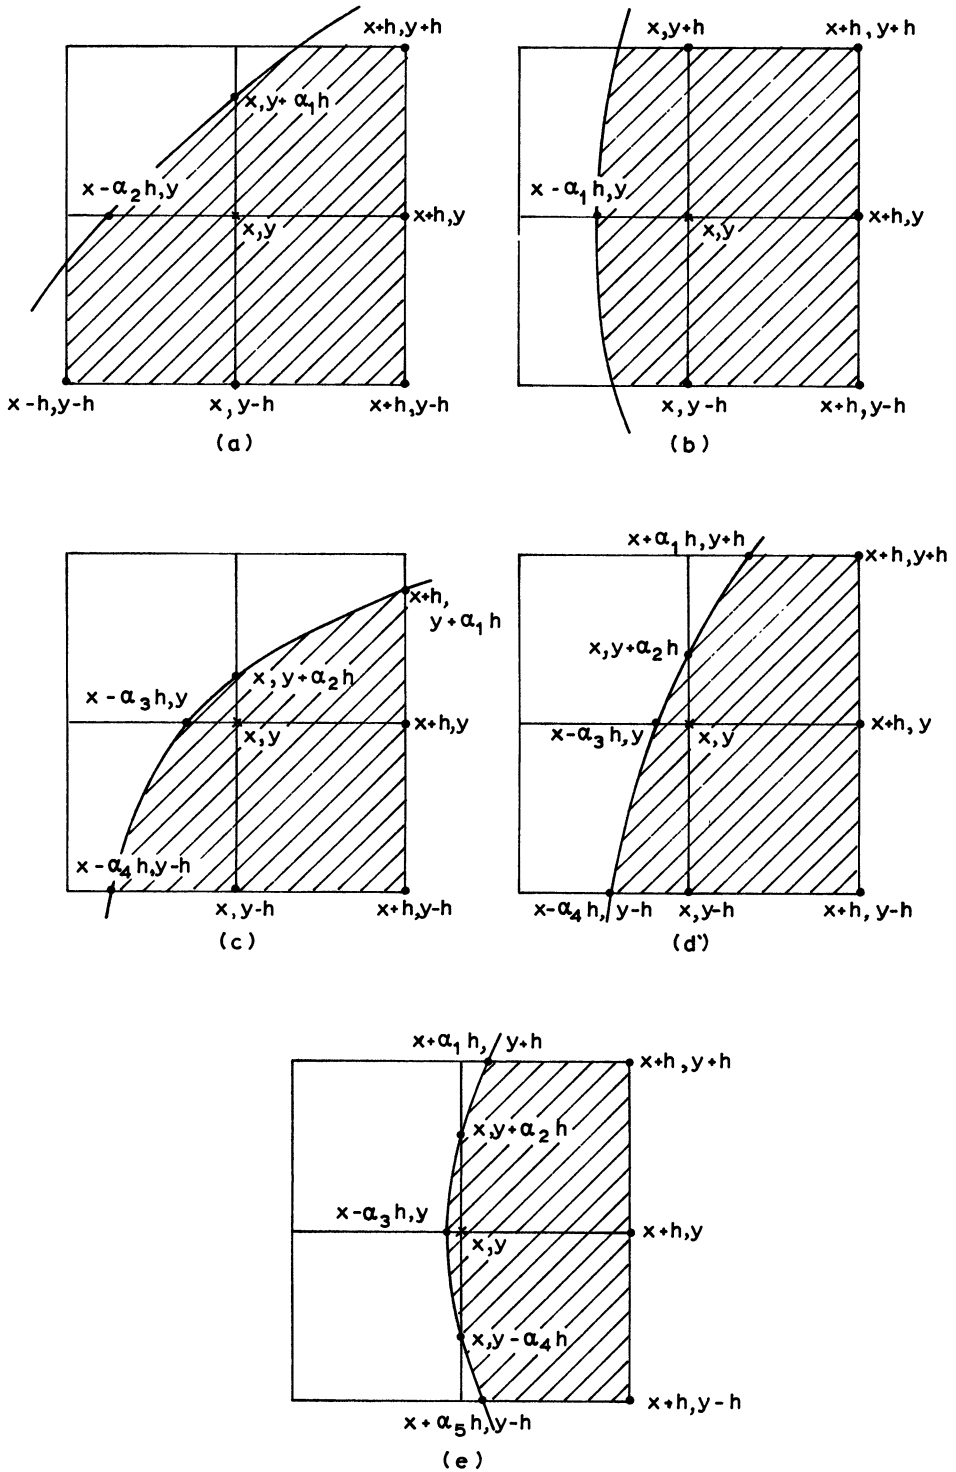 x+h, y+h
x, y+ α₁h
x - α₂h, y
x+h, y
x, y
x-h, y-h
x, y-h
x+h, y-h
(a)
x, y+h
x+h, y+h
x - α₁h, y
x+h, y
x, y
x, y-h
x+h, y-h
(b)
x+h,
y+α₁h
x, y+α₂h
x-α₃h, y
x+h, y
x, y
x-α₄h, y-h
x, y-h
x+h, y-h
(c)
x+α₁h, y+h
x+h, y+h
x, y+α₂h
x+h, y
x-α₃h, y
x, y
x-α₄h, y-h
x, y-h
x+h, y-h
(d)
x+α₁h, y+h
x+h, y+h
x, y+α₂h
x-α₃h, y
x+h, y
x, y
x, y-α₄h
x+h, y-h
x + α₅h, y-h
(e)